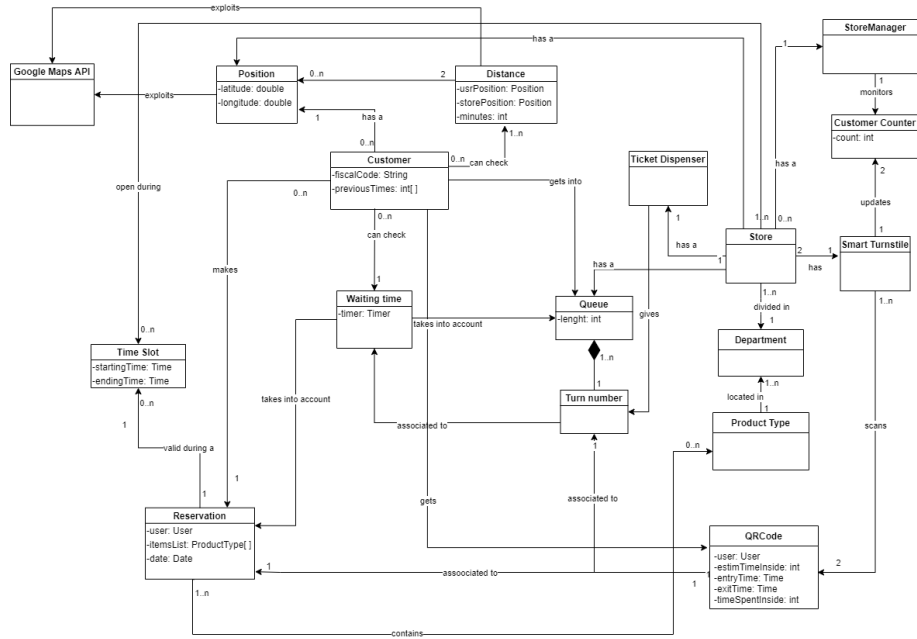 exploits
StoreManager
has a
1
Google Maps API
Position
-latitude: double
-longitude: double
0..n
2
Distance
-usrPosition: Position
-storePosition: Position
-minutes: int
1
monitors
exploits
1
has a
1..n
Customer Counter
-count: int
0..n
Customer
-fiscalCode: String
-previousTimes: int[ ]
0..n
can check
Ticket Dispenser
has a
2
open during
0..n
gets into
updates
0..n
1
1..n
0..n
1
can check
has a
Store
2
1
Smart Turnstile
makes
has a
1
has
1
1..n
1..n
Waiting time
-timer: Timer
Queue
-lenght: int
divided in
takes into account
gives
1
0..n
Department
Time Slot
-startingTime: Time
-endingTime: Time
1..n
1..n
1
located in
takes into account
Turn number
1
0..n
Product Type
1
associated to
scans
valid during a
1
0..n
1
1
associated to
gets
Reservation
-user: User
-itemsList: ProductType[ ]
-date: Date
QRCode
-user: User
-estimTimeInside: int
-entryTime: Time
-exitTime: Time
-timeSpentInside: int
1
assoociated to
1
2
1..n
contains